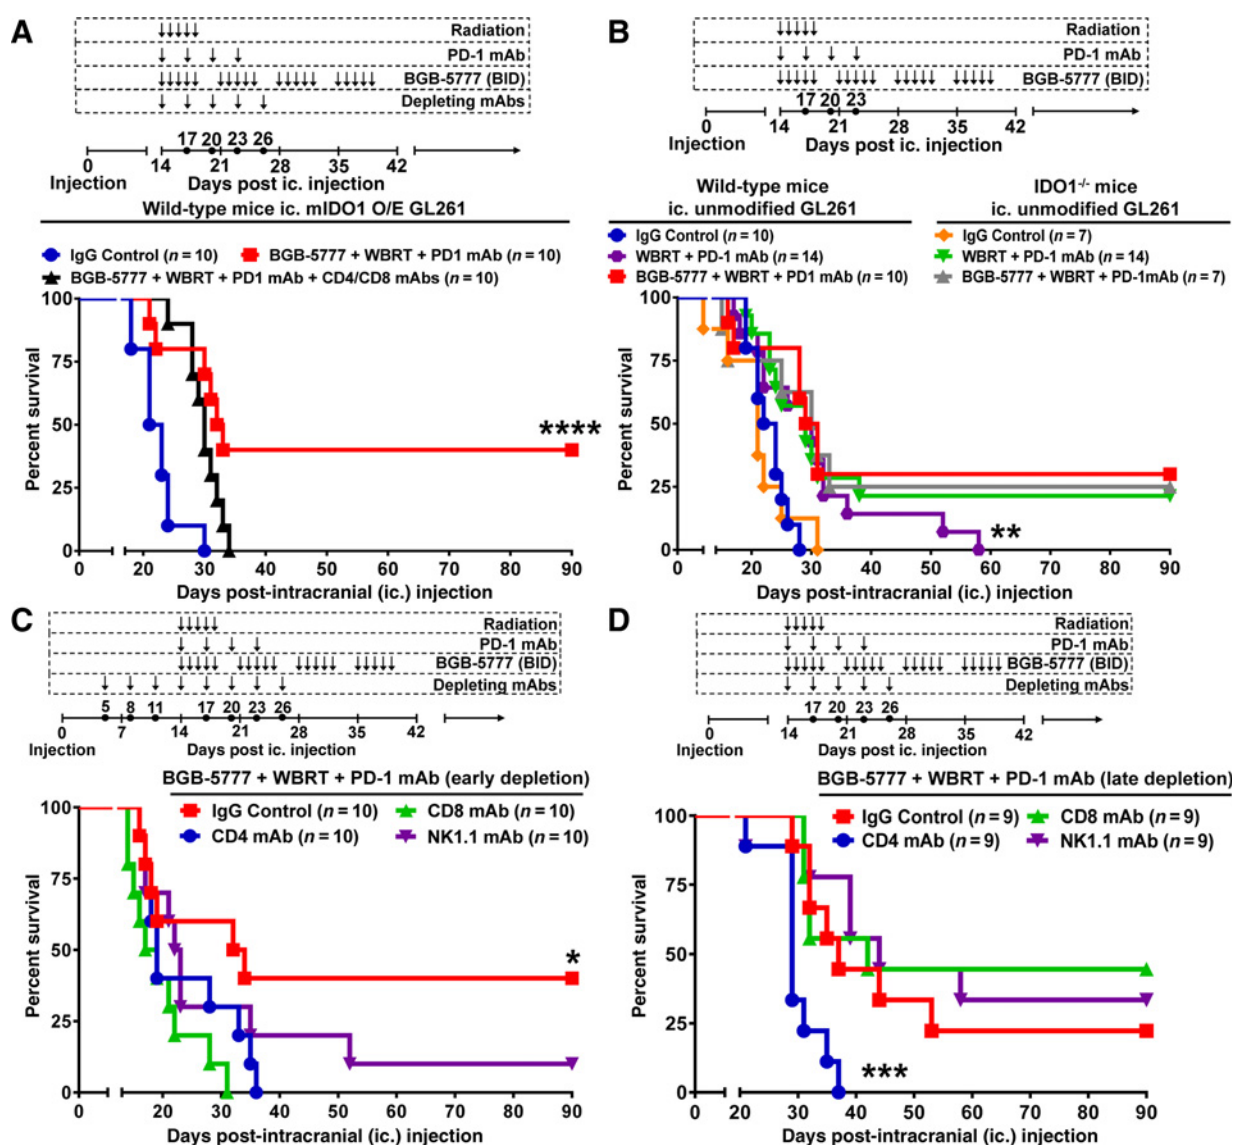 A
Radiation
PD-1 mAb
BGB-5777 (BID)
Depleting mAbs
17 20 23 26
0 14 21 28 35 42
Injection Days post ic. injection
Wild-type mice ic. mIDO1 O/E GL261
IgG Control (n = 10) BGB-5777 + WBRT + PD1 mAb (n = 10)
BGB-5777 + WBRT + PD1 mAb + CD4/CD8 mAbs (n = 10)
Percent survival
100
75
50
25
0
****
0 20 30 40 50 60 70 80 90
Days post-intracranial (ic.) injection
B
Radiation
PD-1 mAb
BGB-5777 (BID)
17 20 23
0 14 21 28 35 42
Injection Days post ic. injection
Wild-type mice
ic. unmodified GL261
IgG Control (n = 10)
WBRT + PD-1 mAb (n = 14)
BGB-5777 + WBRT + PD1 mAb (n = 10)
IDO1-/- mice
ic. unmodified GL261
IgG Control (n = 7)
WBRT + PD-1 mAb (n = 14)
BGB-5777 + WBRT + PD-1mAb (n = 7)
Percent survival
100
75
50
25
0
**
0 20 30 40 50 60 70 80 90
Days post-intracranial (ic.) injection
C
Radiation
PD-1 mAb
BGB-5777 (BID)
Depleting mAbs
5 8 11 17 20 23 26
0 7 14 21 28 35 42
Injection Days post ic. injection
BGB-5777 + WBRT + PD-1 mAb (early depletion)
IgG Control (n = 10) CD8 mAb (n = 10)
CD4 mAb (n = 10) NK1.1 mAb (n = 10)
Percent survival
100
75
50
25
0
*
0 20 30 40 50 60 70 80 90
Days post-intracranial (ic.) injection
D
Radiation
PD-1 mAb
BGB-5777 (BID)
Depleting mAbs
17 20 23 26
0 14 21 28 35 42
Injection Days post ic. injection
BGB-5777 + WBRT + PD-1 mAb (late depletion)
IgG Control (n = 9) CD8 mAb (n = 9)
CD4 mAb (n = 9) NK1.1 mAb (n = 9)
Percent survival
100
75
50
25
0
***
0 20 30 40 50 60 70 80 90
Days post-intracranial (ic.) injection